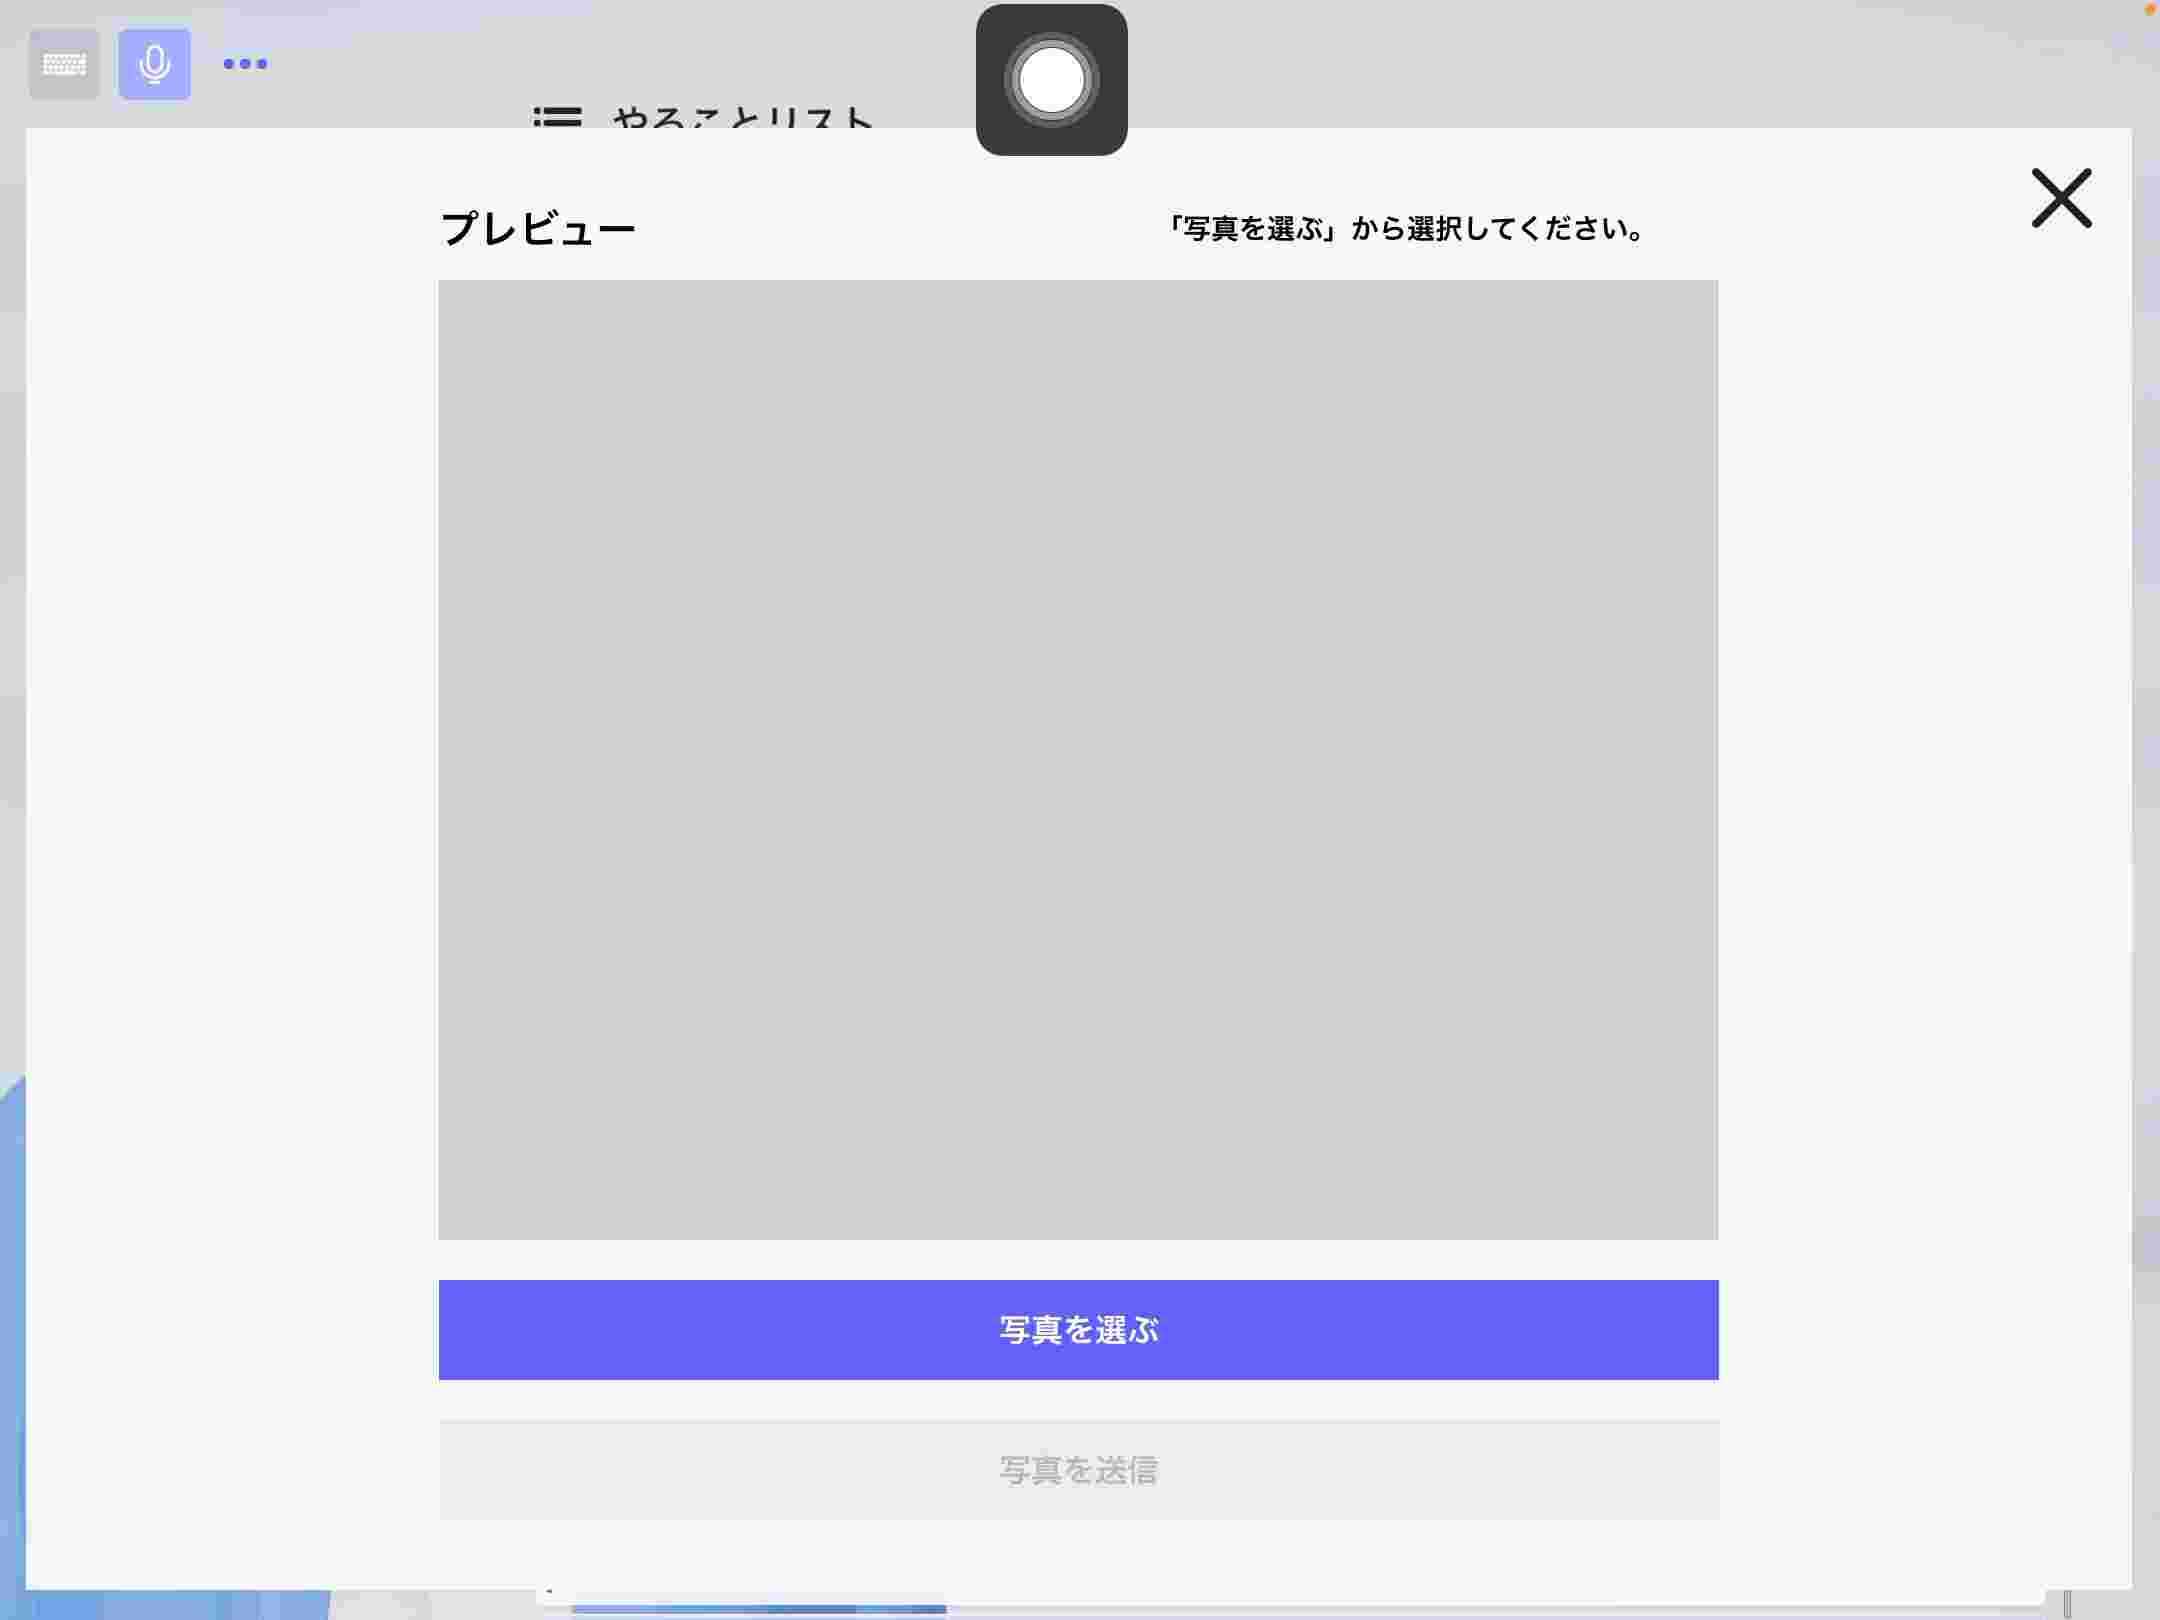 やることリスト
プレビュー
「写真を選ぶ」から選択してください。
写真を選ぶ
写真を送信